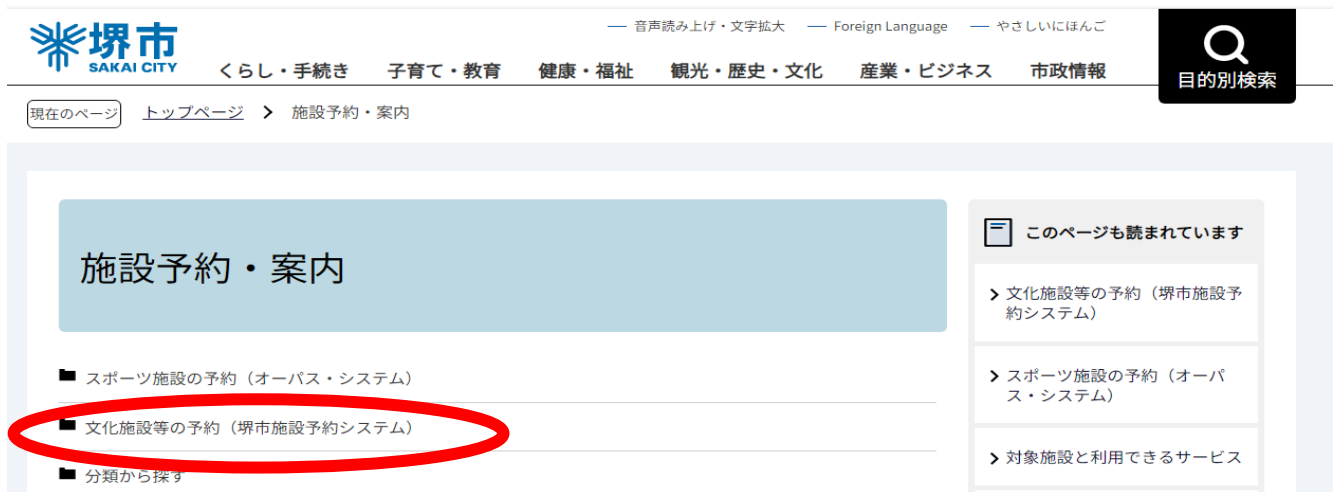 堺市
SAKAI CITY
音声読み上げ・文字拡大 Foreign Language やさしいにほんご
くらし・手続き 子育て・教育 健康・福祉 観光・歴史・文化 産業・ビジネス 市政情報
目的別検索
現在のページ トップページ > 施設予約・案内
施設予約・案内
スポーツ施設の予約（オーパス・システム）
文化施設等の予約（堺市施設予約システム）
分類から探す
このページも読まれています
文化施設等の予約（堺市施設予
約システム）
スポーツ施設の予約（オーパ
ス・システム）
対象施設と利用できるサービス